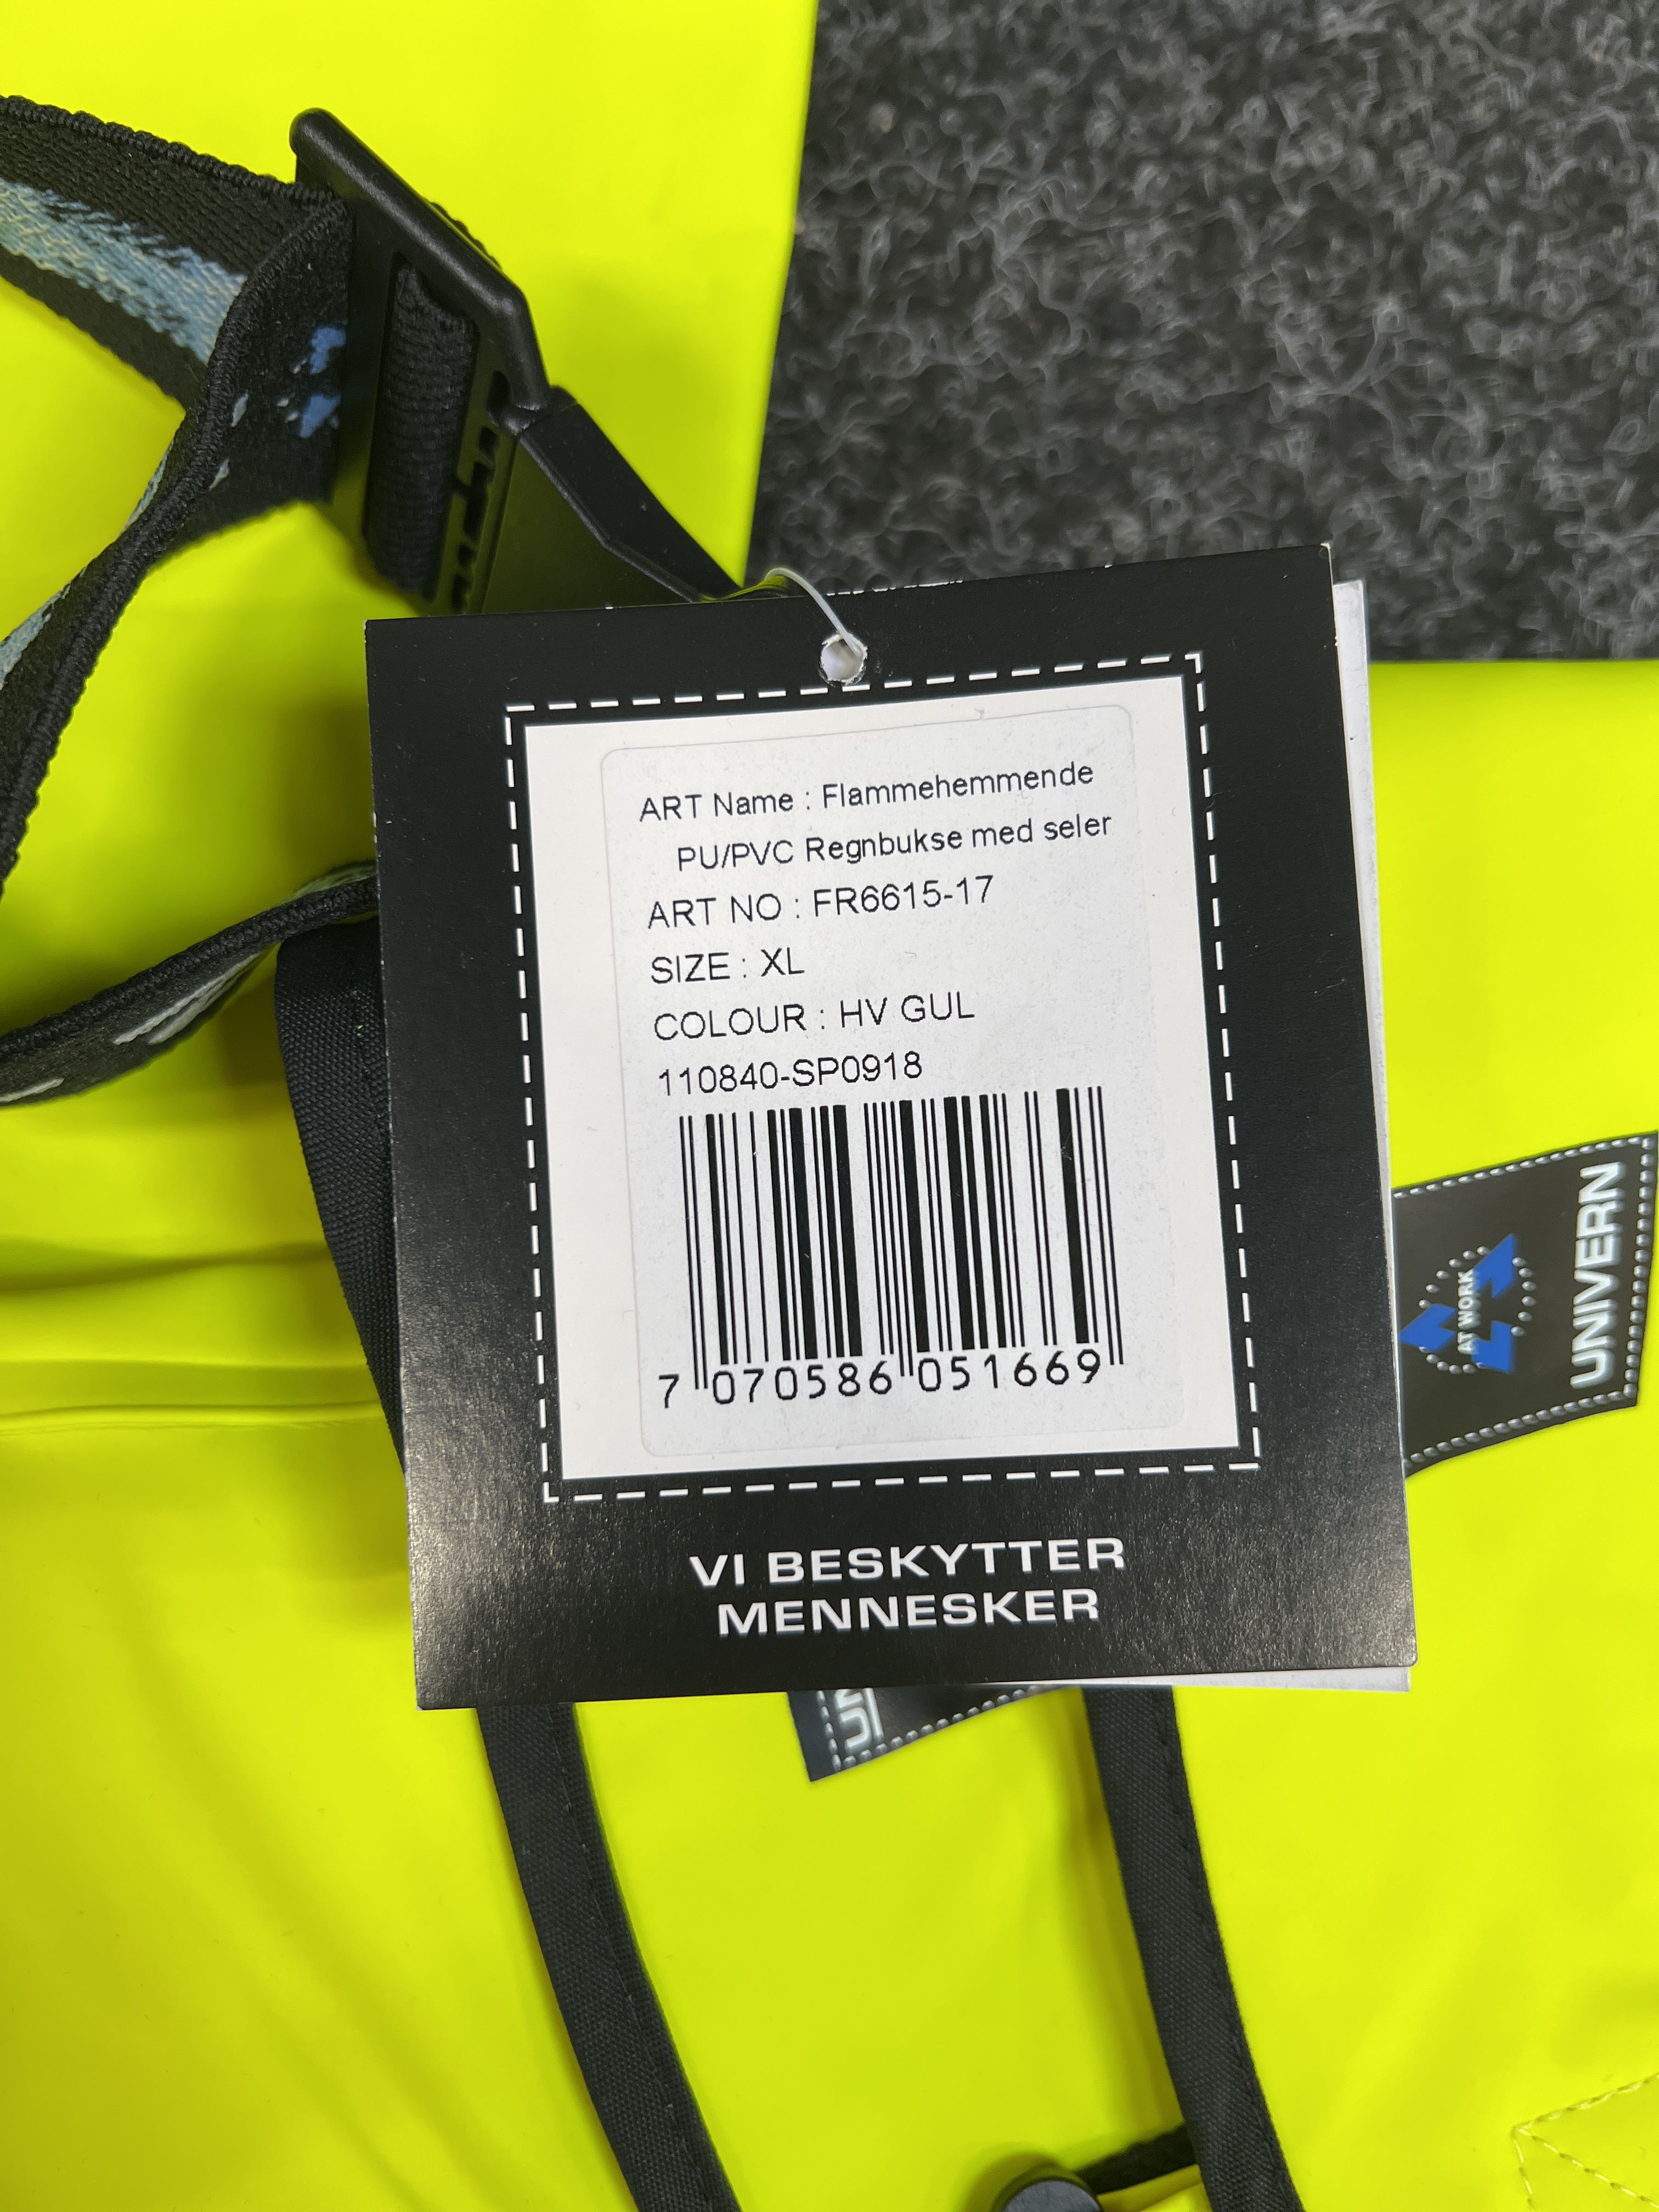 ART Name : Flammehemmende
PU/PVC Regnbukse med seler
ART NO : FR6615-17
SIZE : XL
COLOUR : HV GUL
110840-SP0918
7 070586 051669
VI BESKYTTER
MENNESKER
AT WORK
UNIVERN